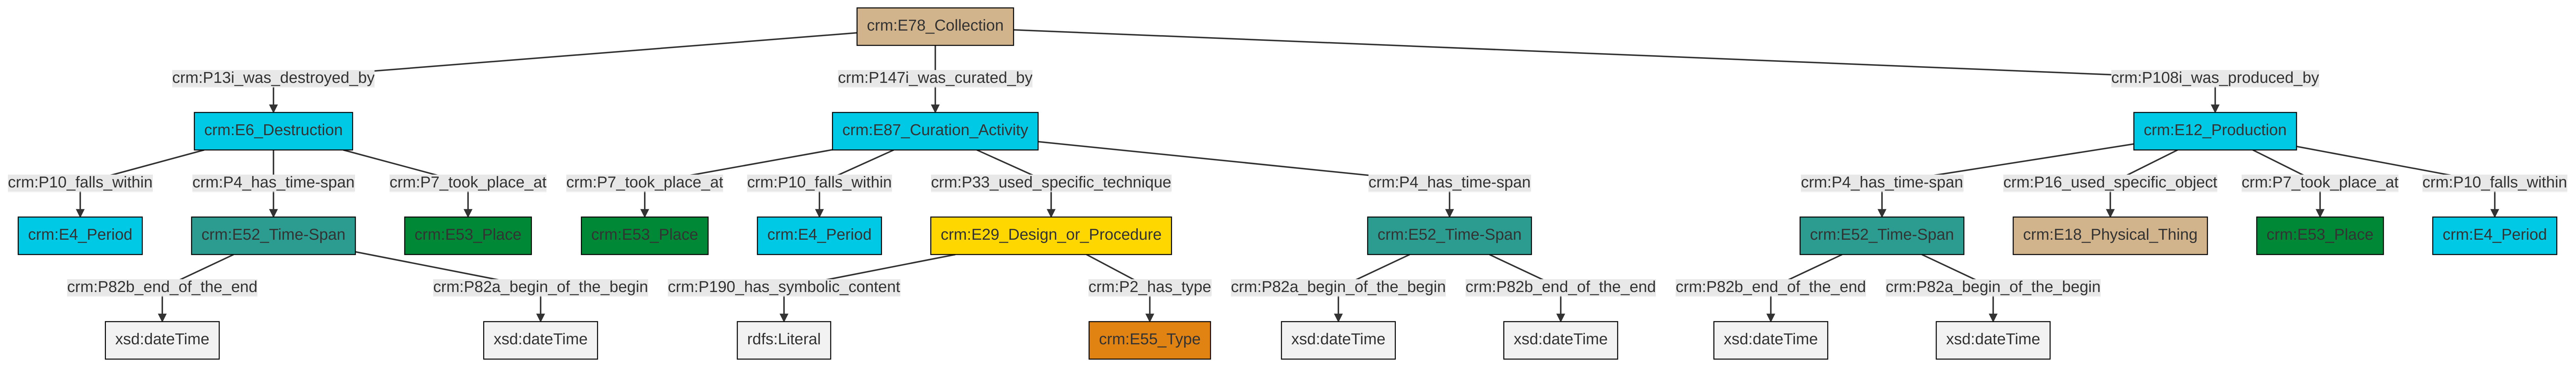 crm:E78_Collection
crm:P13i_was_destroyed_by
crm:P147i_was_curated_by
crm:P108i_was_produced_by
crm:E6_Destruction
crm:E87_Curation_Activity
crm:E12_Production
crm:P10_falls_within
crm:P4_has_time-span
crm:P7_took_place_at
crm:P7_took_place_at
crm:P10_falls_within
crm:P33_used_specific_technique
crm:P4_has_time-span
crm:P4_has_time-span
crm:P16_used_specific_object
crm:P7_took_place_at
crm:P10_falls_within
crm:E4_Period
crm:E52_Time-Span
crm:E53_Place
crm:E53_Place
crm:E4_Period
crm:E29_Design_or_Procedure
crm:E52_Time-Span
crm:E52_Time-Span
crm:E18_Physical_Thing
crm:E53_Place
crm:E4_Period
crm:P82b_end_of_the_end
crm:P82a_begin_of_the_begin
crm:P190_has_symbolic_content
crm:P2_has_type
crm:P82a_begin_of_the_begin
crm:P82b_end_of_the_end
crm:P82b_end_of_the_end
crm:P82a_begin_of_the_begin
xsd:dateTime
xsd:dateTime
rdfs:Literal
crm:E55_Type
xsd:dateTime
xsd:dateTime
xsd:dateTime
xsd:dateTime